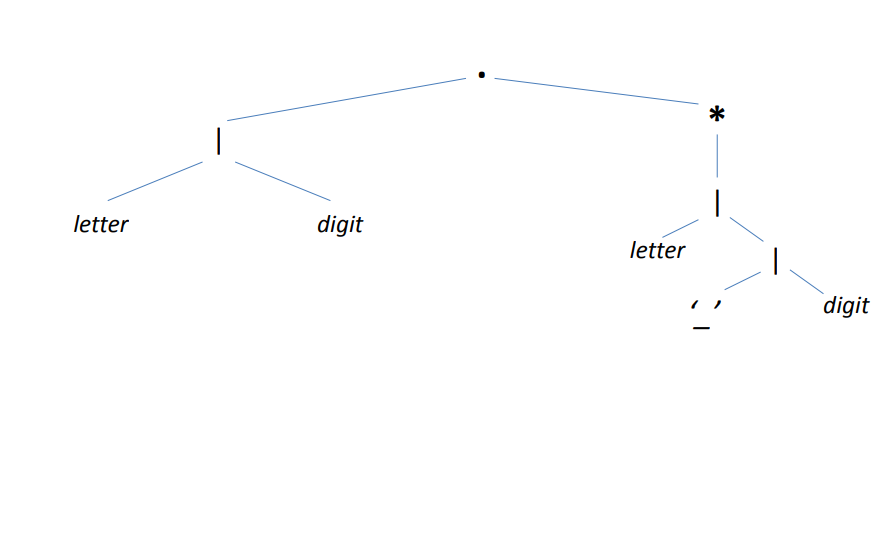 .
*
|
|
letter digit
letter
|
‘_’
digit